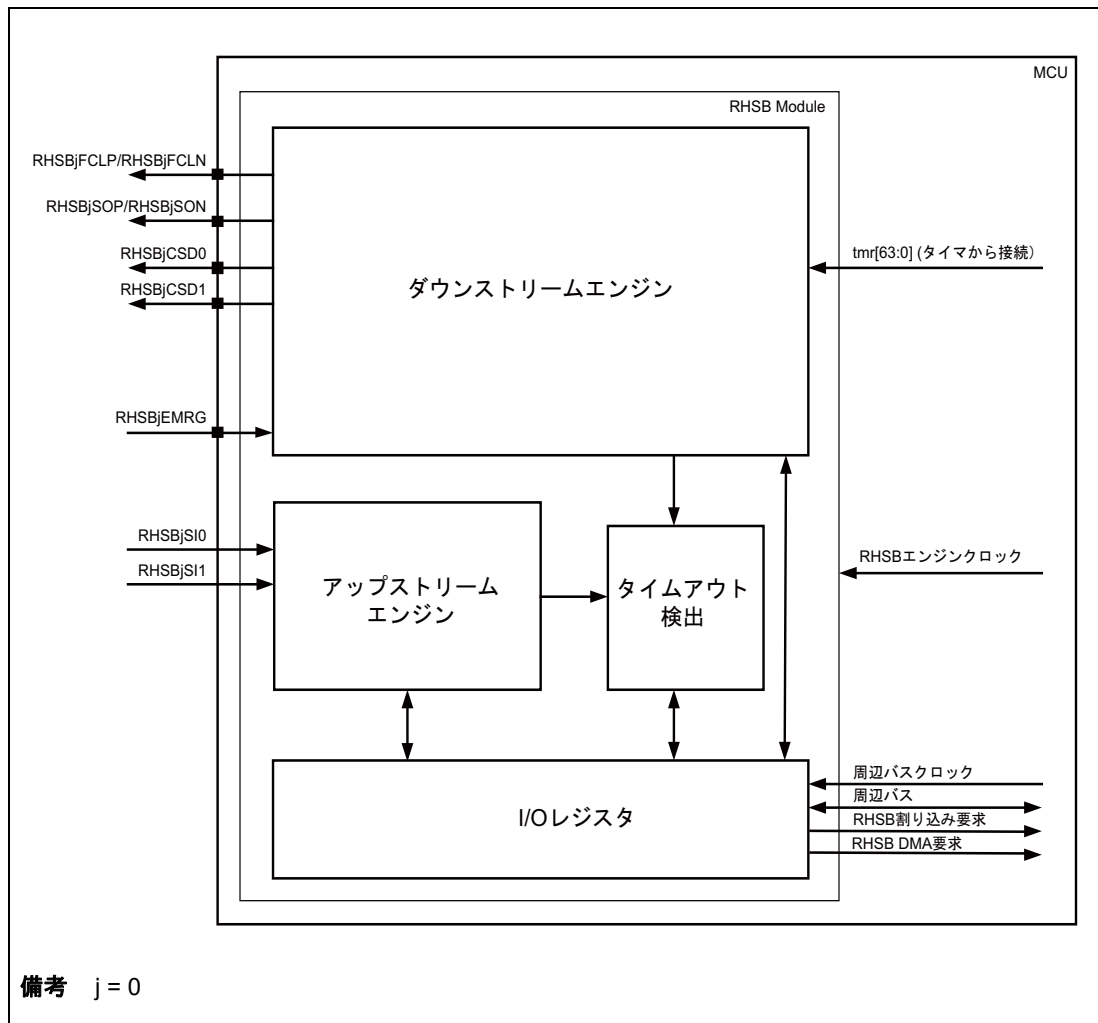 MCU
RHSB Module
RHSBjFCLP/RHSBjFCLN
RHSBjSOP/RHSBjSON
RHSBjCSD0
RHSBjCSD1
ダウンストリームエンジン
tmr[63:0] (タイマから接続）
RHSBjEMRG
RHSBjSI0
RHSBjSI1
アップストリーム
エンジン
タイムアウト
検出
RHSBエンジンクロック
I/Oレジスタ
周辺バスクロック
周辺バス
RHSB割り込み要求
RHSB DMA要求
備考 j = 0